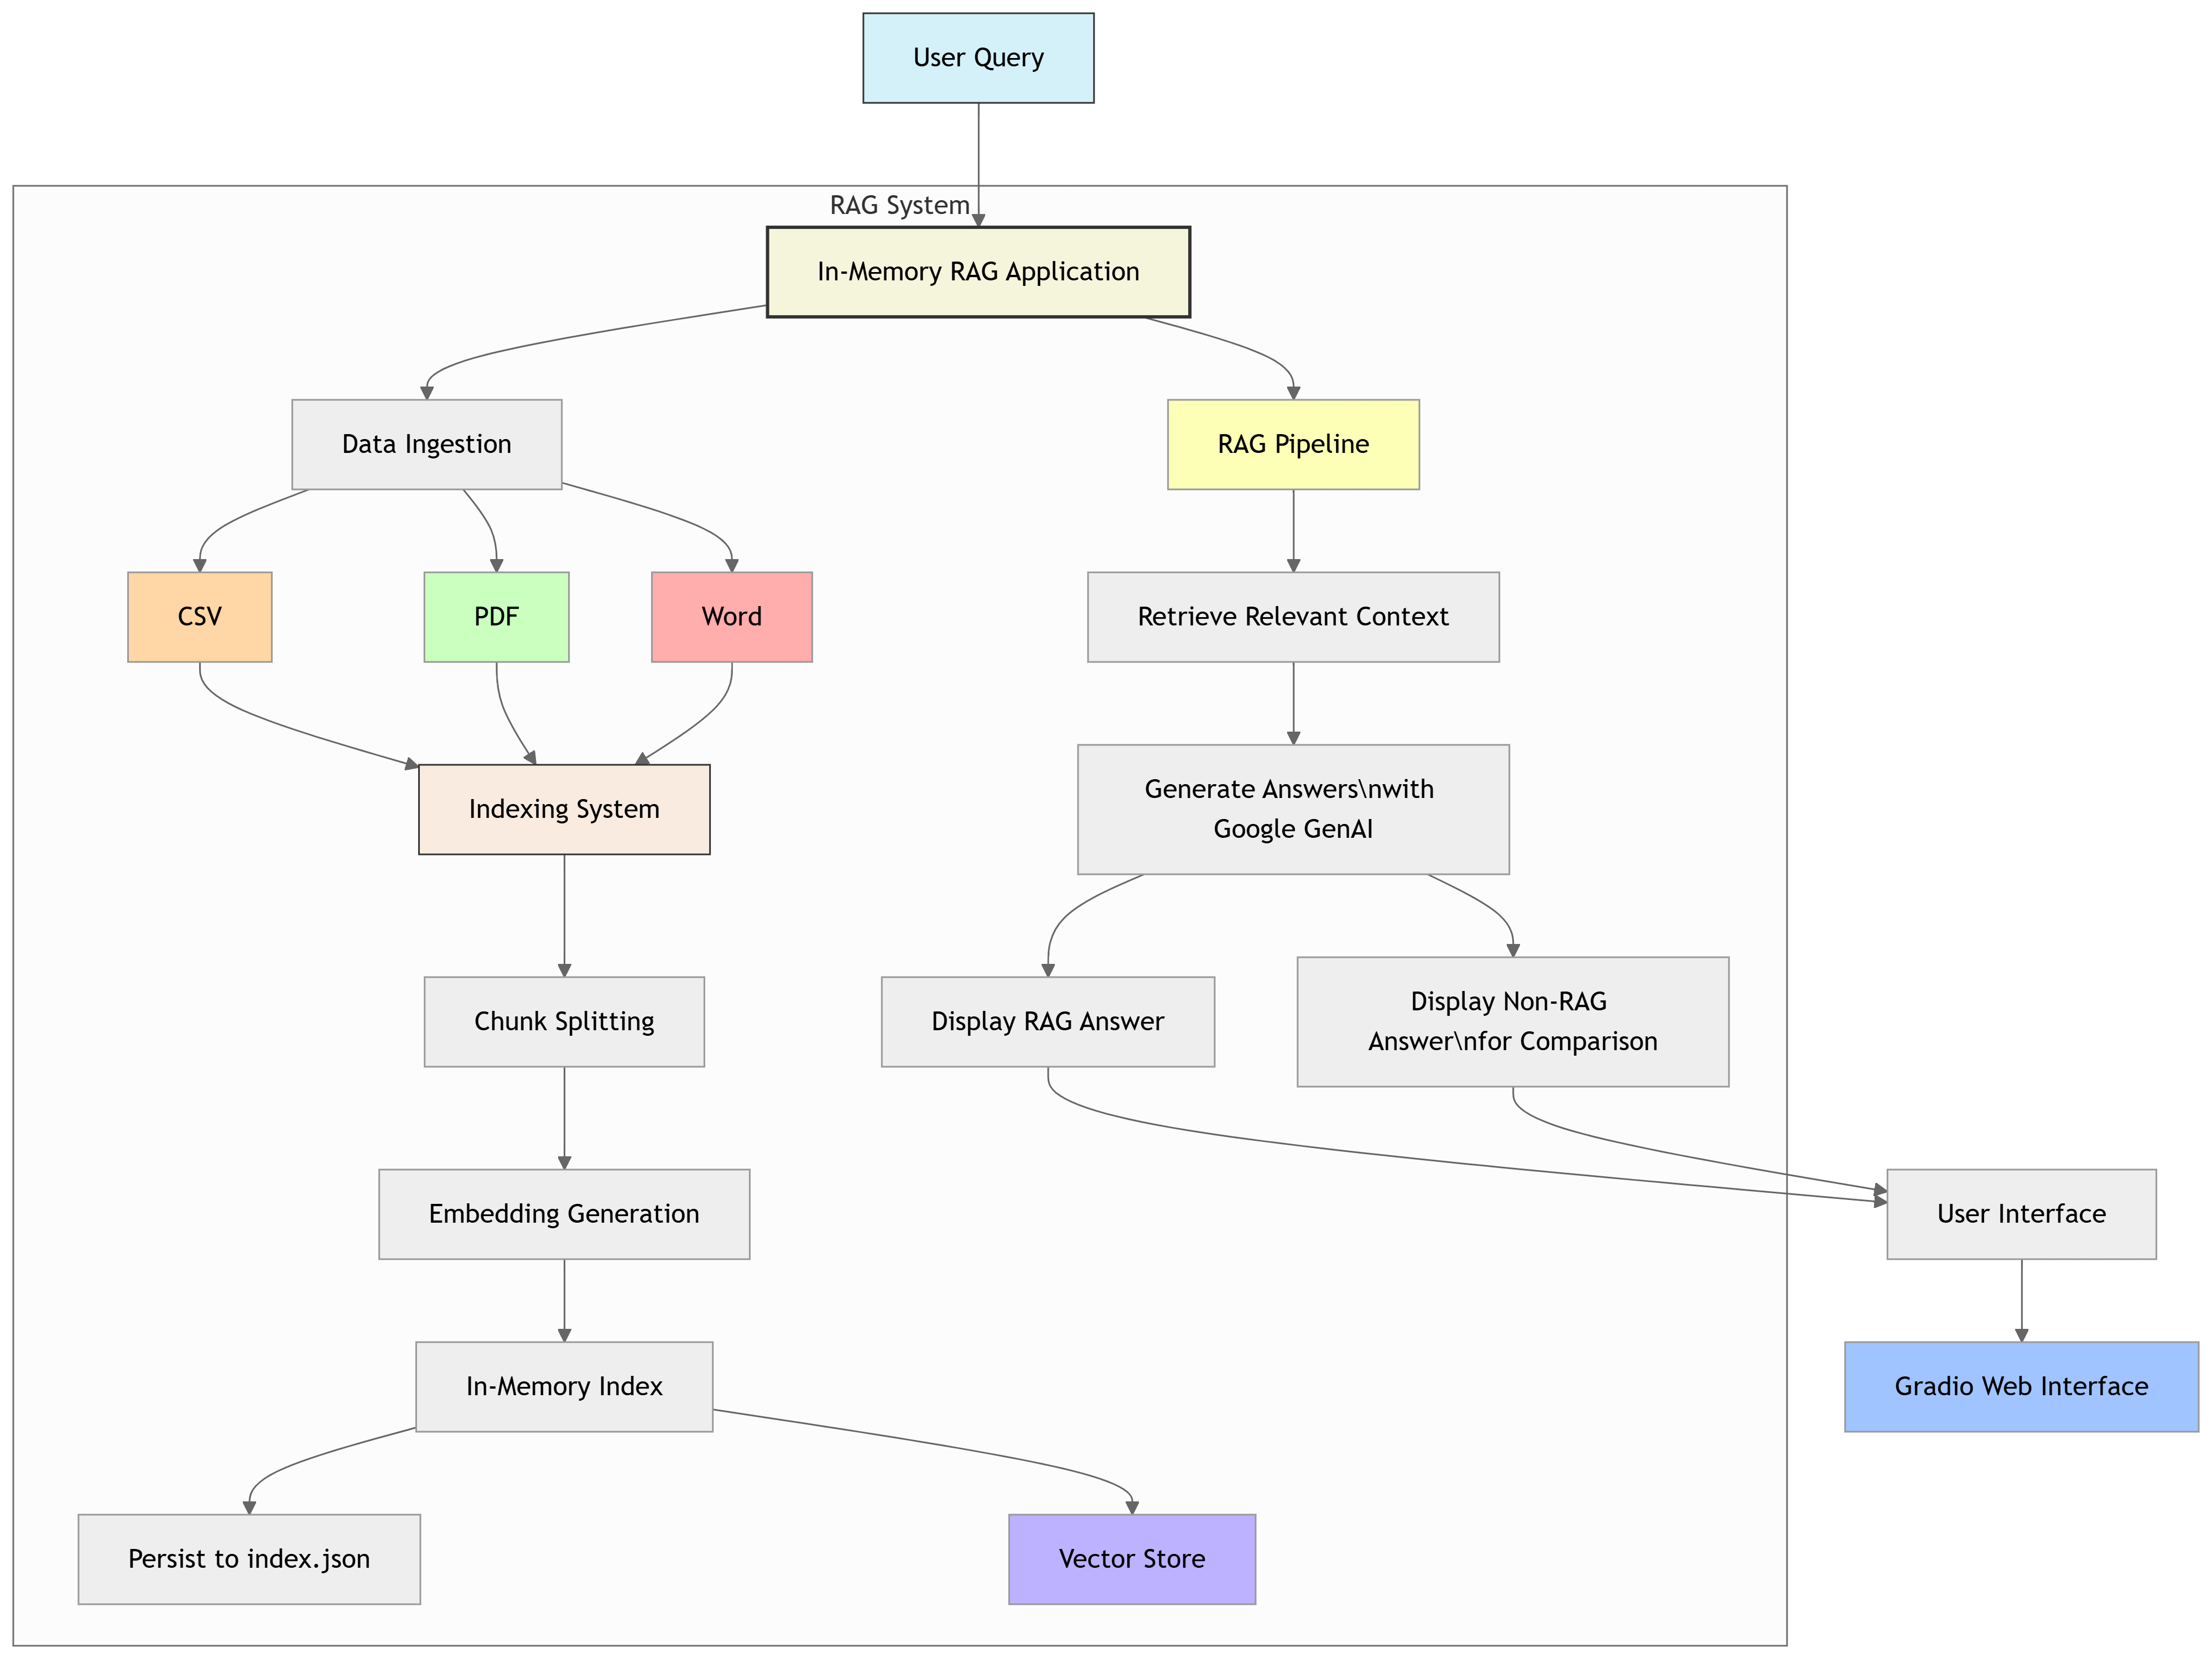 User Query
RAG System
In-Memory RAG Application
Data Ingestion
RAG Pipeline
CSV
PDF
Word
Retrieve Relevant Context
Indexing System
Generate Answers\nwith
Google GenAI
Chunk Splitting
Display RAG Answer
Display Non-RAG
Answer\nfor Comparison
Embedding Generation
User Interface
In-Memory Index
Gradio Web Interface
Persist to index.json
Vector Store